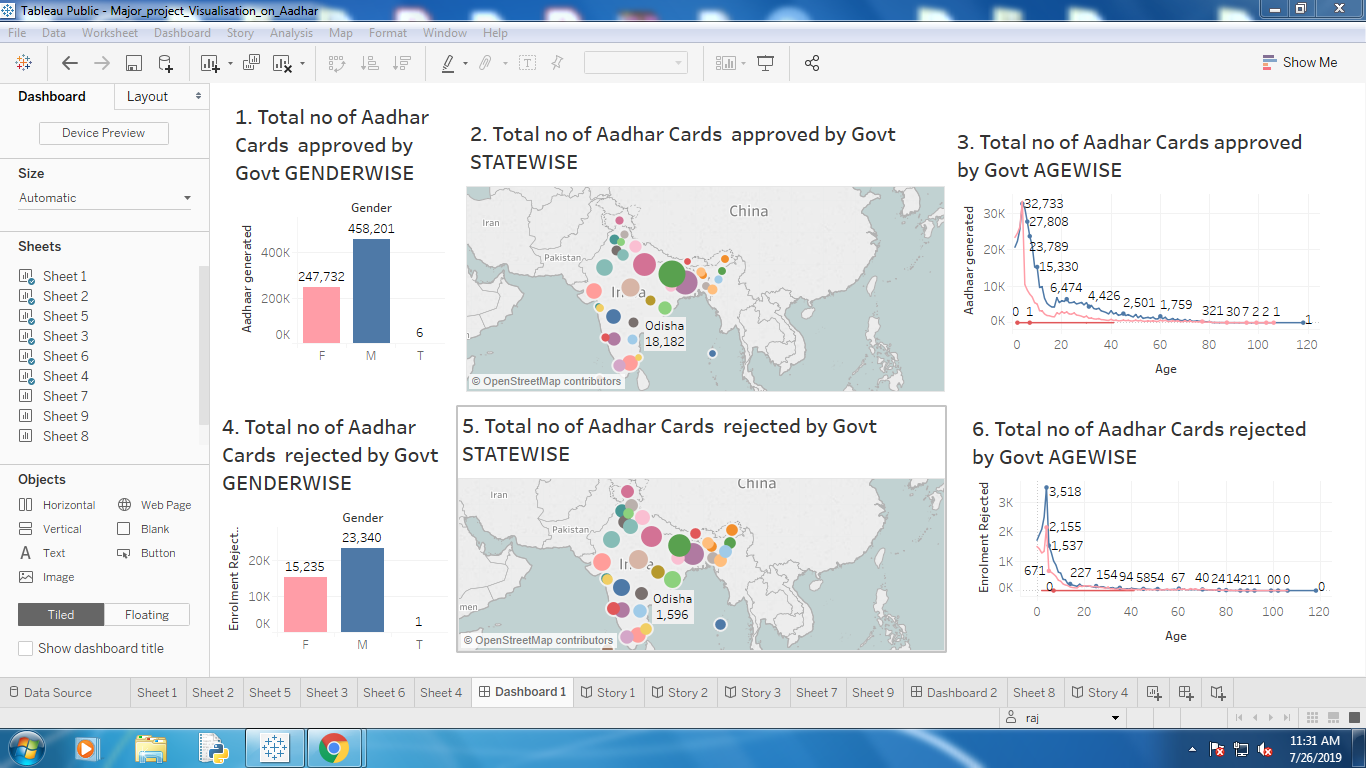 Tableau Public - Major_project_Visualisation_on_Aadhar
File Data Worksheet Dashboard Story Analysis Map Format Window Help
Show Me
Dashboard Layout
Device Preview
Size
Automatic
Sheets
Sheet 1
Sheet 2
Sheet 5
Sheet 3
Sheet 6
Sheet 4
Sheet 7
Sheet 9
Sheet 8
Objects
Horizontal Web Page
Vertical Blank
A Text Button
Image
Tiled Floating
Show dashboard title
1. Total no of Aadhar
Cards approved by
Govt GENDERWISE
Gender
Aadhaar generated
400K
200K
0K
247,732
458,201
6
F M T
2. Total no of Aadhar Cards approved by Govt
STATEWISE
Iran
China
Pakistan
Odisha
18,182
© OpenStreetMap contributors
3. Total no of Aadhar Cards approved
by Govt AGEWISE
Aadhaar generated
30K
20K
10K
0K
32,733
27,808
23,789
15,330
6,474
4,426
2,501
1,759
0 1 321 30 7 2 2 1
1
0 20 40 60 80 100 120
Age
4. Total no of Aadhar
Cards rejected by Govt
GENDERWISE
Gender
Enrolment Reject..
20K
10K
0K
15,235
23,340
1
F M T
5. Total no of Aadhar Cards rejected by Govt
STATEWISE
Iran
China
Pakistan
men
Odisha
1,596
© OpenStreetMap contributors
6. Total no of Aadhar Cards rejected
by Govt AGEWISE
Enrolment Rejected
3K
2K
1K
0K
3,518
2,155
1,537
671
0
227 154 94 5854 67 40 2414211 00 0 0
0 20 40 60 80 100 120
Age
Data Source Sheet 1 Sheet 2 Sheet 5 Sheet 3 Sheet 6 Sheet 4 Dashboard 1 Story 1 Story 2 Story 3 Sheet 7 Sheet 9 Dashboard 2 Sheet 8 Story 4
raj
11:31 AM
7/26/2019